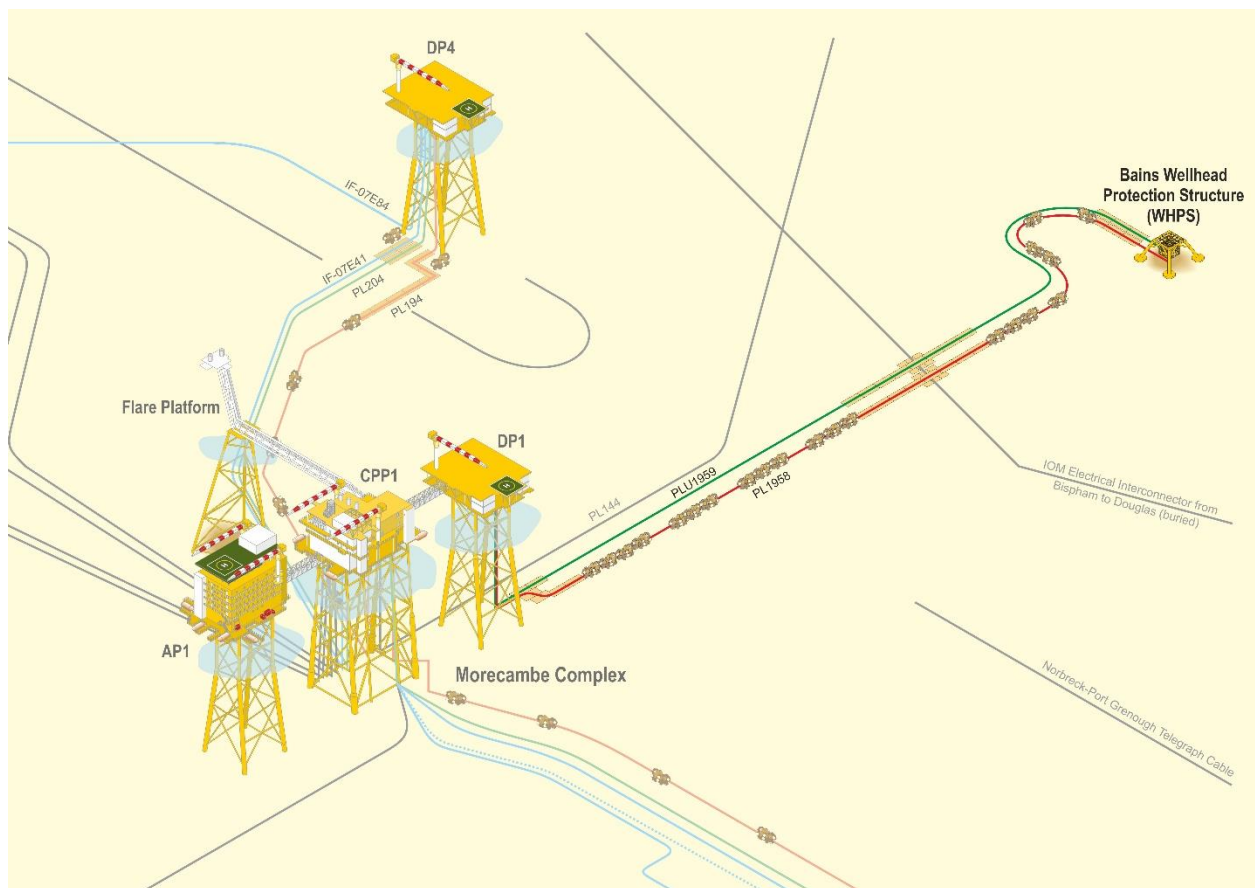 DP4
Bains Wellhead
Protection Structure
(WHPS)
IF-07E84
IF-07E41
PL204
PL194
Flare Platform
CPP1
DP1
PLU1959
PL1958
PL144
IOM Electrical Interconnector from
Bispham to Douglas (buried)
AP1
Morecambe Complex
Norbreck-Port Grenough Telegraph Cable
H
H
H